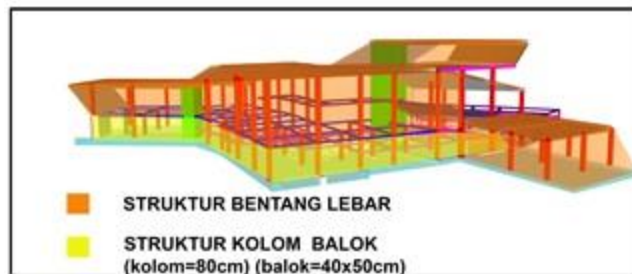 STRUKTUR BENTANG LEBAR
STRUKTUR KOLOM BALOK
(kolom=80cm) (balok=40x50cm)